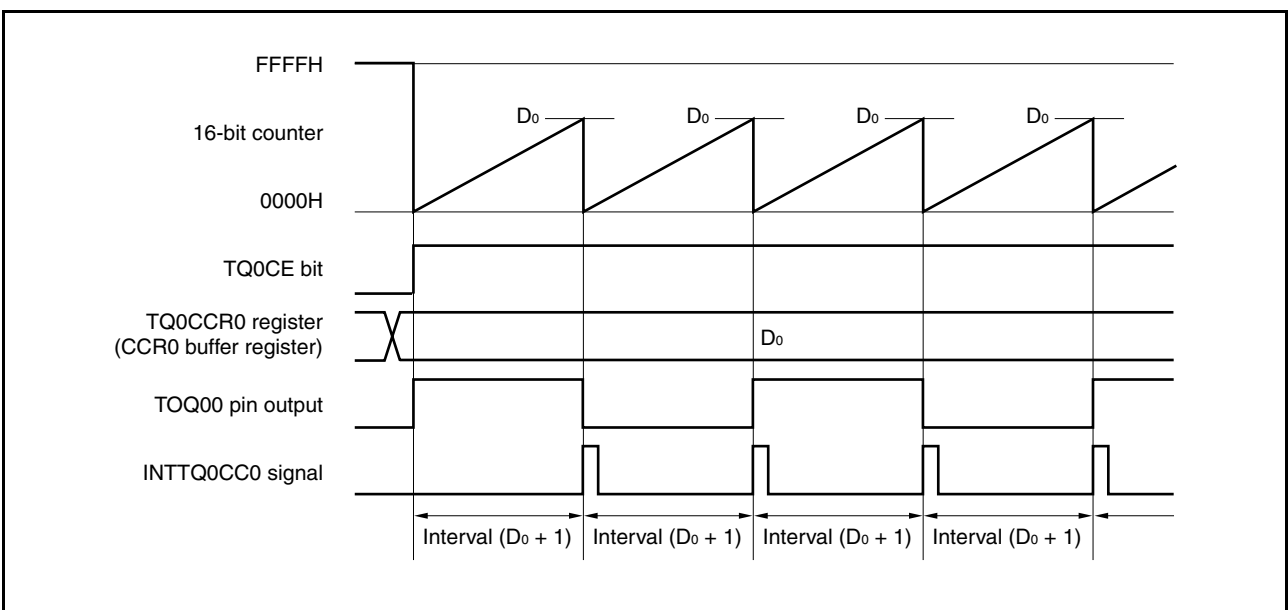 FFFFH
D0 D0 D0 D0
16-bit counter
0000H
TQ0CE bit
TQ0CCR0 register
(CCR0 buffer register)
D0
TOQ00 pin output
INTTQ0CC0 signal
Interval (D0 + 1) Interval (D0 + 1) Interval (D0 + 1) Interval (D0 + 1)